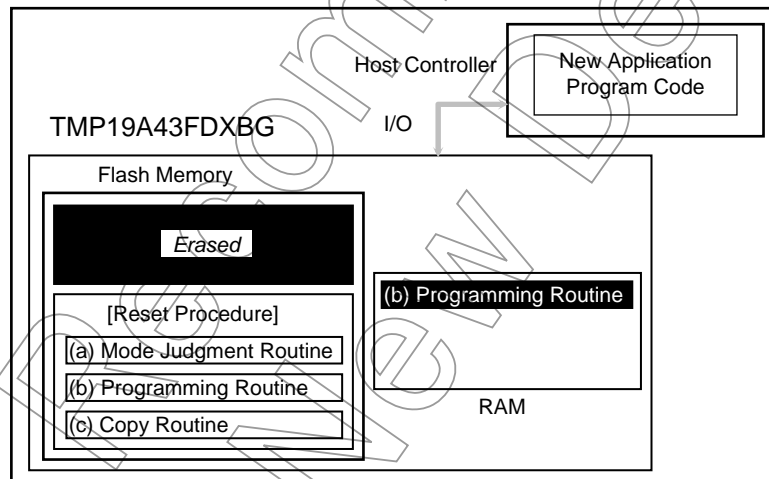 Host Controller
New Application
Program Code
TMP19A43FDXBG
I/O
Flash Memory
Erased
[Reset Procedure]
(a) Mode Judgment Routine
(b) Programming Routine
(c) Copy Routine
(b) Programming Routine
RAM